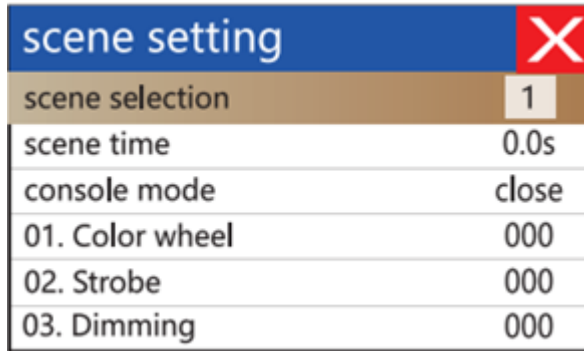 scene setting X
scene selection 1
scene time 0.0s
console mode close
01. Color wheel 000
02. Strobe 000
03. Dimming 000